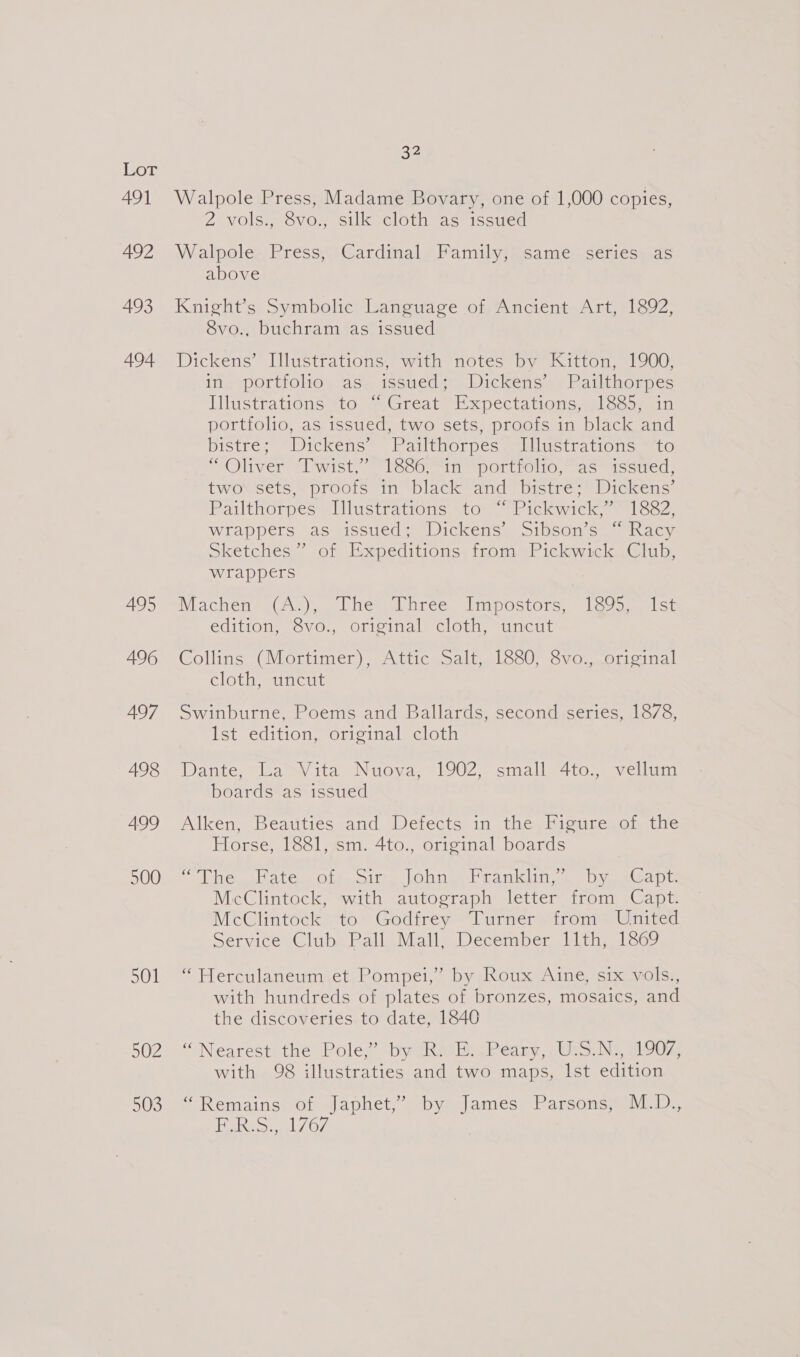 32
LOT
491 Walpole Press, Madame Bovary, one of 1,000 copies,
2 vols., 8vo., silk cloth as issued
492 Walpole Press, Cardinal Family, same series as
above
493 Knight's Symbolic Language of Ancient Art, 1892,
8vo., buchram as issued
494 Dickens' Illustrations, with notes by Kitton, 1900,
in portfolio as issued; Dickens' Pailthorpes
Illustrations to “Great Expectations, 1885, in
portfolio, as issued, two sets, proofs in black and
bistre; Dickens' Pailthorpes Illustrations to
“Oliver Twist,” 1886, in portfolio, as issued,
two sets, proofs in black and bistre; Dickens'
Pailthorpes Illustrations to “Pickwick,” 1882,
wrappers as issued; Dickens' Sibson's “Racy
Sketches” of Expeditions from Pickwick Club,
wrappers
495 Machen (A.), The Three Impostors, 1895, 1st
edition, 8vo., original cloth, uncut
496 Collins (Mortimer), Attic Salt, 1880, 8vo., original
cloth, uncut
497 Swinburne, Poems and Ballards, second series, 1878,
1st edition, original cloth
498 Dante, La Vita Nuova, 1902, small 4to., vellum
boards as issued
499 Alken, Beauties and Defects in the Figure of the
Horse, 1881, sm. 4to., original boards
500 “The Fate of Sir John Franklin,” by Capt.
McClintock, with autograph letter from Capt.
McClintock to Godfrey Turner from United
Service Club Pall Mall, December 11th, 1869
501 “Herculaneum et Pompei,” by Roux Aine, six vols.,
with hundreds of plates of bronzes, mosaics, and
the discoveries to date, 1840
502 “Nearest the Pole,” by R. E. Peary, U.S.N., 1907,
with 98 illustraties and two maps, 1st edition
503 “Remains of Japhet,” by James Parsons, M.D.,
F.R.S., 1767